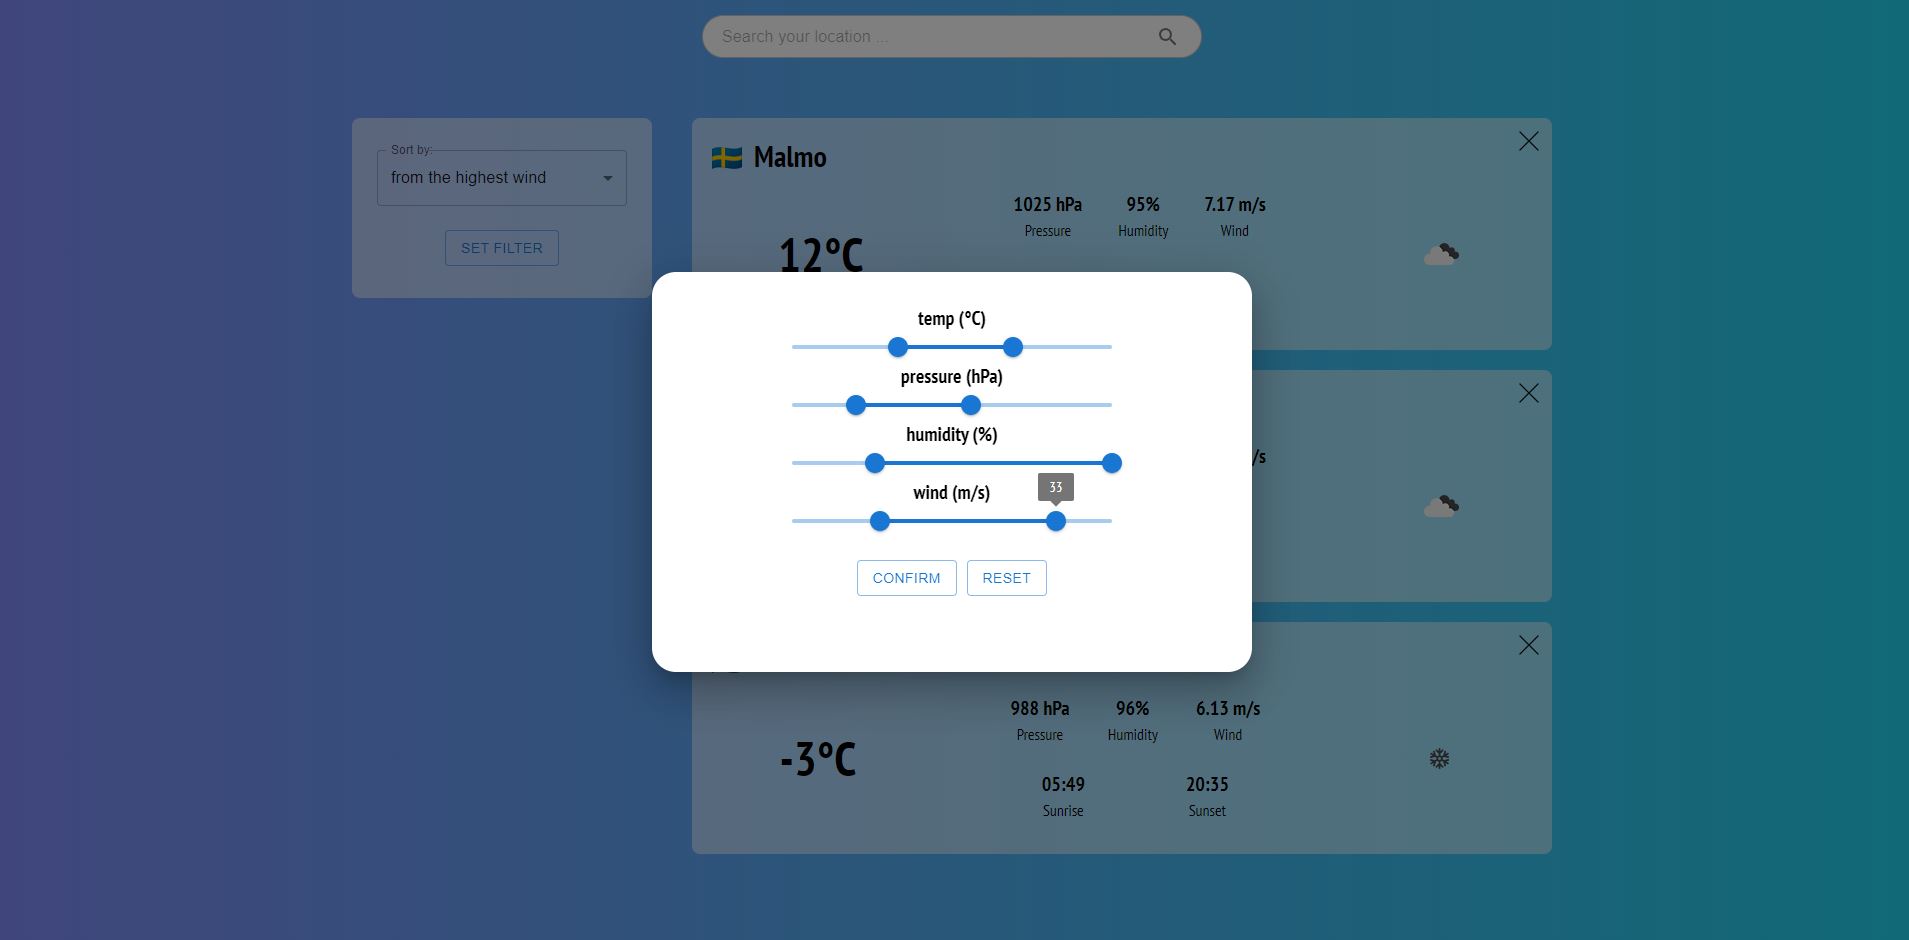 Search your location ...
Sort by:
from the highest wind
SET FILTER
Malmo
1025 hPa 95% 7.17 m/s
Pressure Humidity Wind
12°C
temp (°C)
pressure (hPa)
humidity (%)
wind (m/s)
33
CONFIRM RESET
/s
988 hPa 96% 6.13 m/s
Pressure Humidity Wind
-3°C
05:49 20:35
Sunrise Sunset